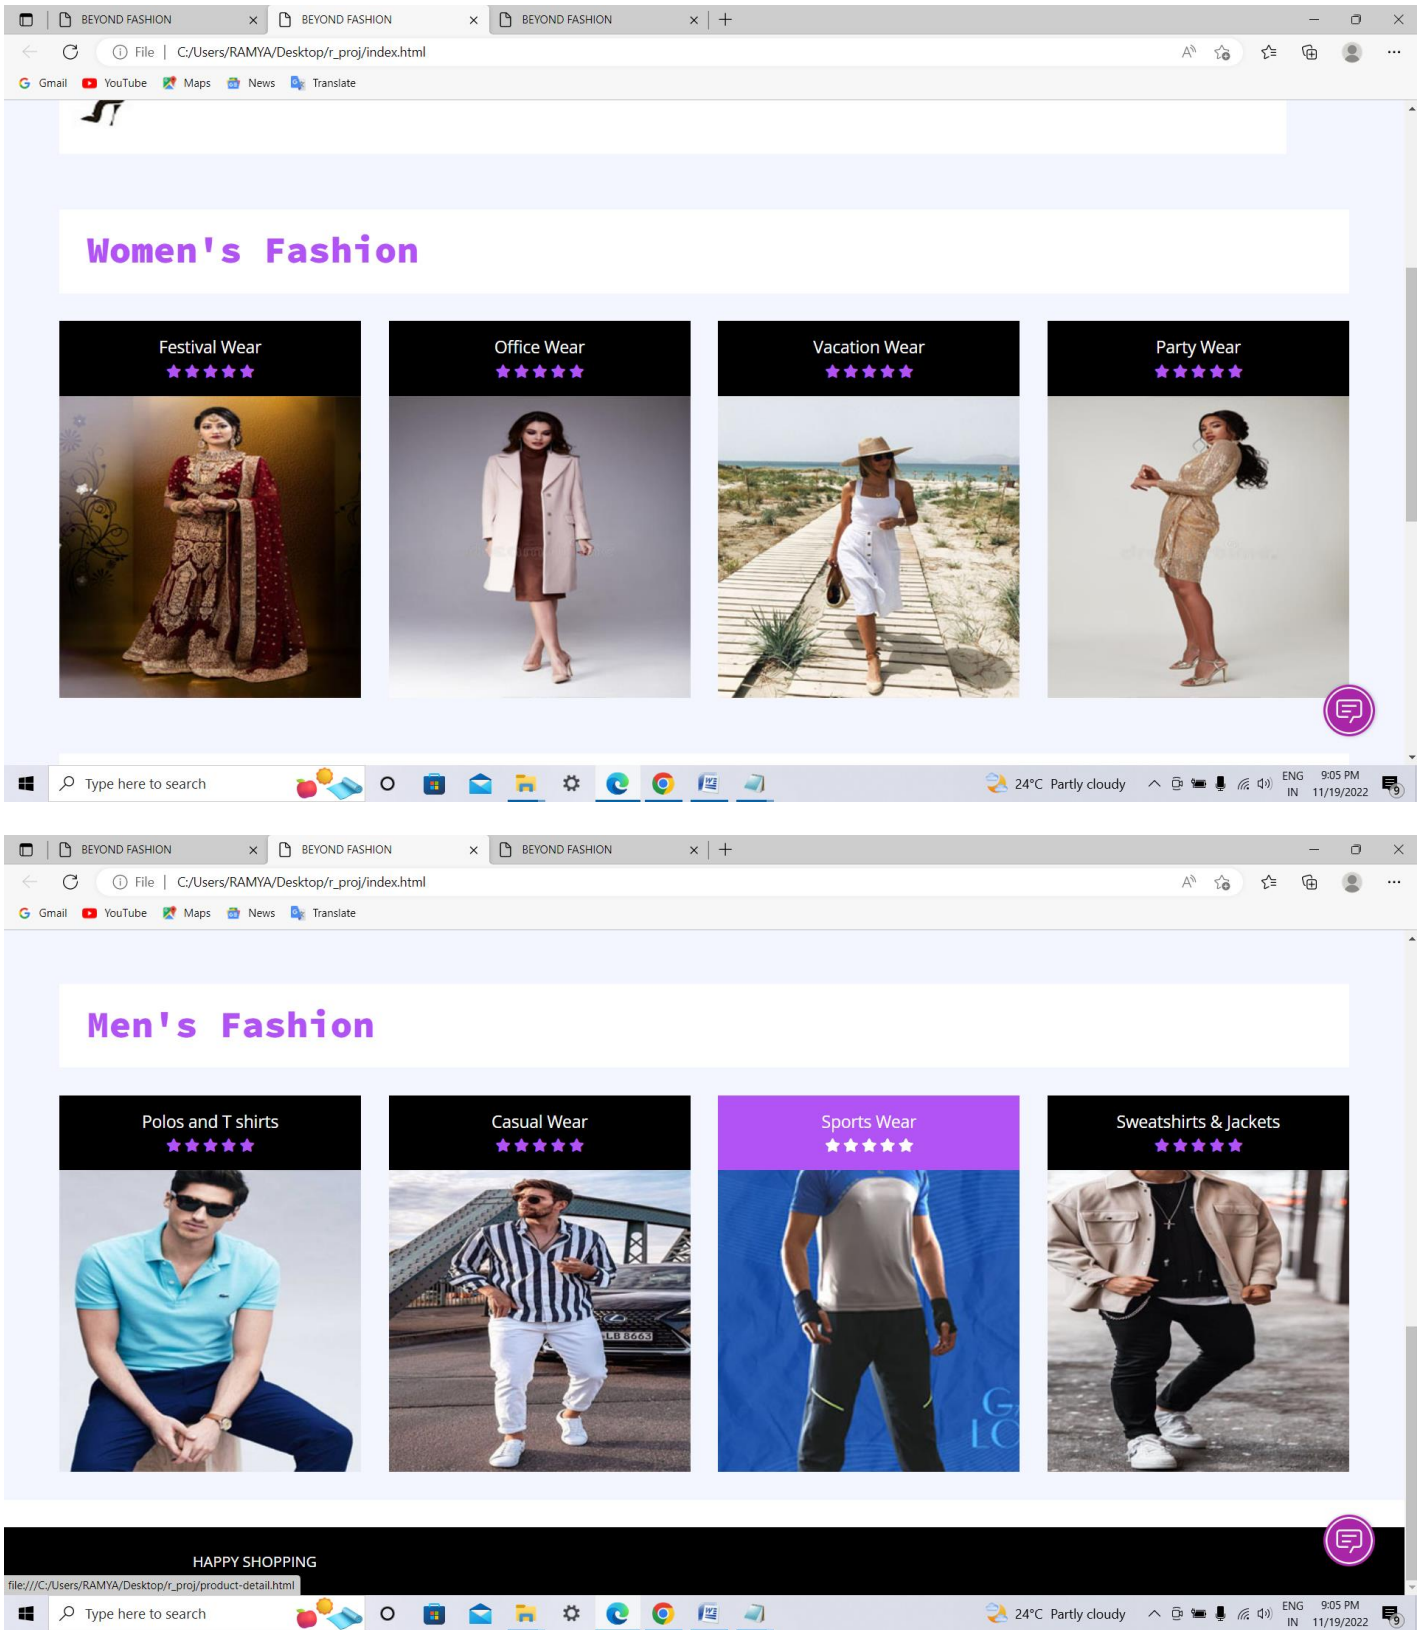 BEYOND FASHION
BEYOND FASHION
BEYOND FASHION
File | C:/Users/RAMYA/Desktop/r_proj/index.html
Gmail YouTube Maps News Translate
Women's Fashion
Festival Wear
Office Wear
Vacation Wear
Party Wear
Type here to search
24°C Partly cloudy
ENG 9:05 PM
IN 11/19/2022
9
BEYOND FASHION
BEYOND FASHION
BEYOND FASHION
File | C:/Users/RAMYA/Desktop/r_proj/index.html
Gmail YouTube Maps News Translate
Men's Fashion
Polos and T shirts
Casual Wear
Sports Wear
Sweatshirts & Jackets
LB 8663
HAPPY SHOPPING
file:///C:/Users/RAMYA/Desktop/r_proj/product-detail.html
Type here to search
24°C Partly cloudy
ENG 9:05 PM
IN 11/19/2022
9